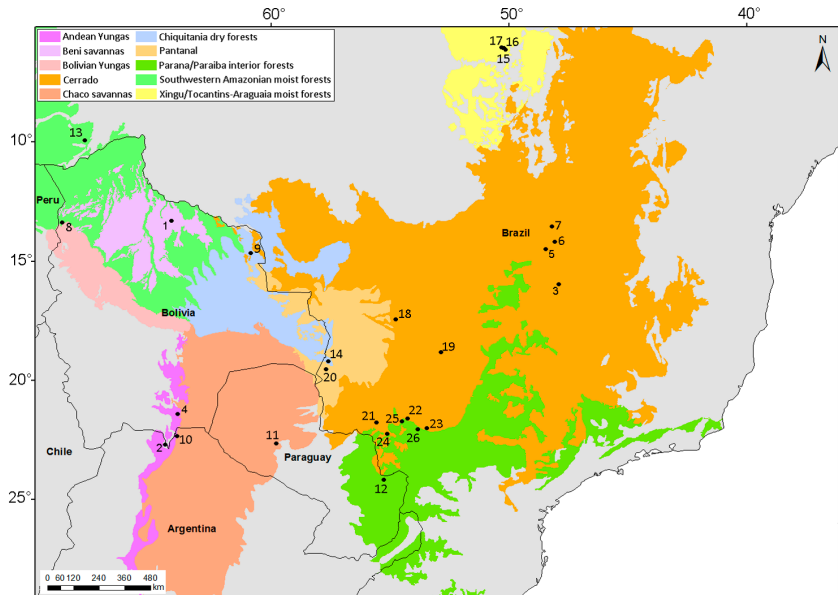 60° 50° 40°
Andean Yungas Chiquitania dry forests
Beni savannas Pantanal
Bolivian Yungas Parana/Paraiba interior forests
Cerrado Southwestern Amazonian moist forests
Chaco savannas Xingu/Tocantins-Araguaia moist forests
17 16
15
N
10°
13
Peru
8
1
7
Brazil
6
5
9
15°
3
Bolivia
18
14
19
20
20°
4
21 25 22
23
24 26
2 10
11
Chile
Paraguay
12
25°
Argentina
0 60 120 240 360 480
km